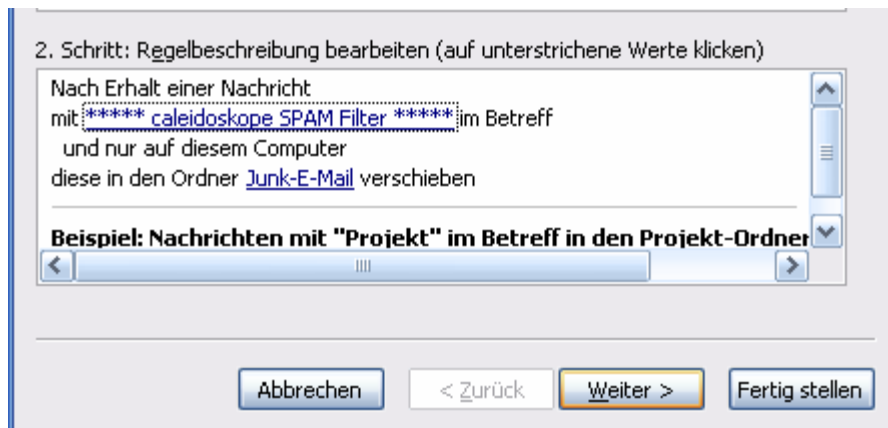 2. Schritt: Regelbeschreibung bearbeiten (auf unterstrichene Werte klicken)
Nach Erhalt einer Nachricht
mit ***** caleidoskope SPAM Filter ***** im Betreff
und nur auf diesem Computer
diese in den Ordner Junk-E-Mail verschieben
Beispiel: Nachrichten mit "Projekt" im Betreff in den Projekt-Ordner
Abbrechen < Zurück Weiter > Fertig stellen